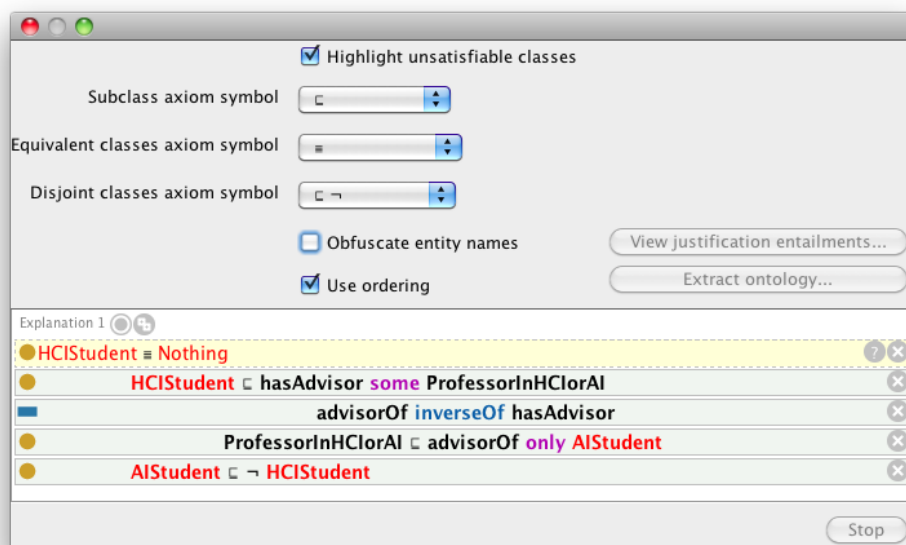 Highlight unsatisfiable classes
Subclass axiom symbol ⊏
Equivalent classes axiom symbol ≡
Disjoint classes axiom symbol ⊏ ¬
Obfuscate entity names View justification entailments...
Use ordering Extract ontology...
Explanation 1
HCIStudent ≡ Nothing ?
HCIStudent ⊏ hasAdvisor some ProfessorInHCIorAI
advisorOf inverseOf hasAdvisor
ProfessorInHCIorAI ⊏ advisorOf only AIStudent
AIStudent ⊏ ¬ HCIStudent
Stop